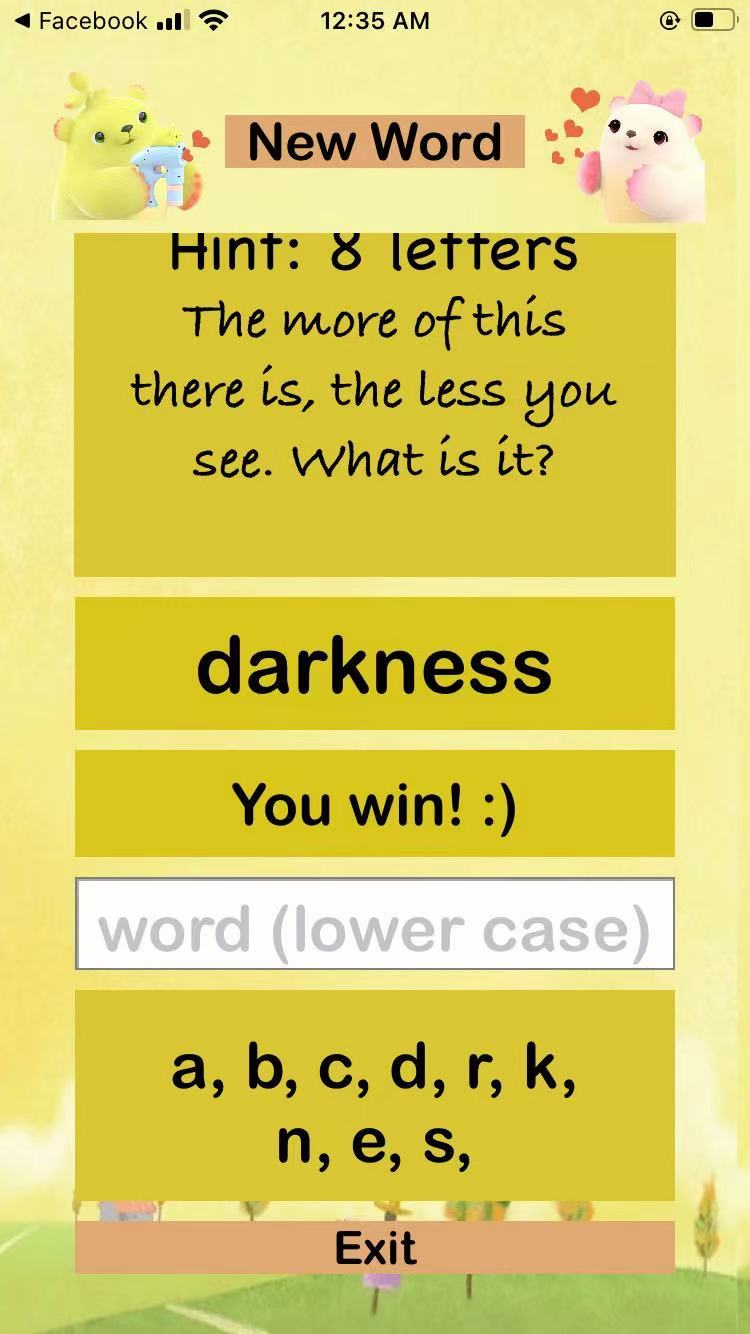 ◀ Facebook 12:35 AM
New Word
Hint: 8 letters
The more of this
there is, the less you
see. What is it?
darkness
You win! :)
word (lower case)
a, b, c, d, r, k,
n, e, s,
Exit